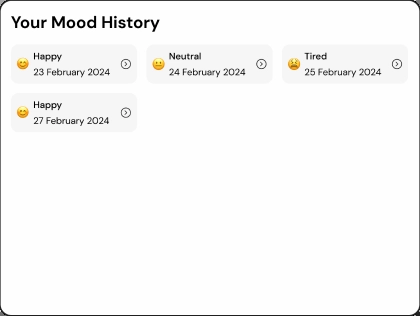 Your Mood History
Happy
23 February 2024
Neutral
24 February 2024
Tired
25 February 2024
Happy
27 February 2024